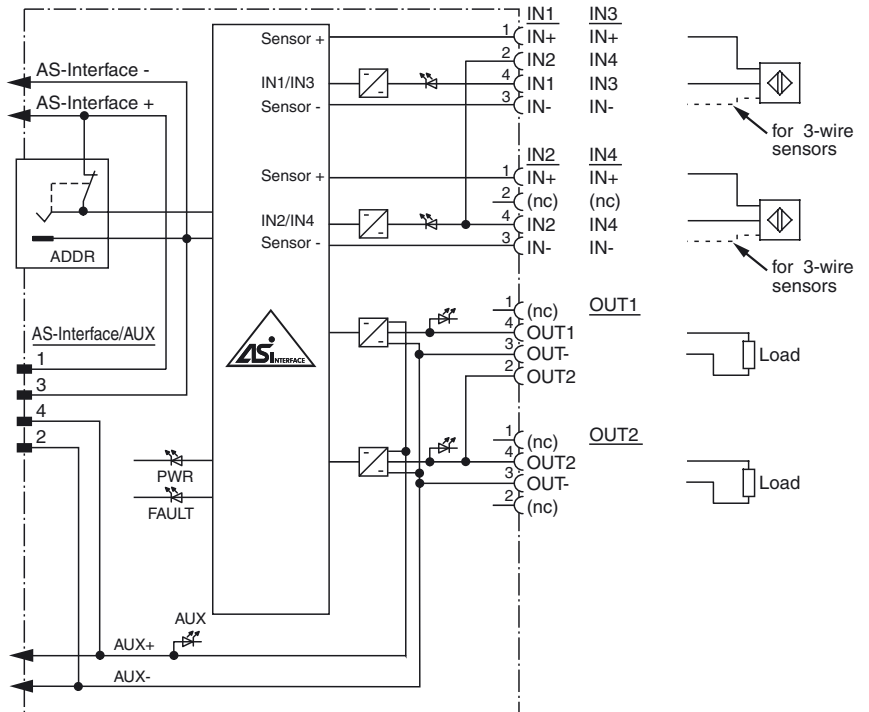 AS-Interface -
AS-Interface +
ADDR
AS-Interface/AUX
1
3
4
2
Sensor +
IN1/IN3
Sensor -
Sensor +
IN2/IN4
Sensor -
ASi INTERFACE
PWR
FAULT
AUX
AUX+
AUX-
IN1 IN3
1 IN+ IN+
2 IN2 IN4
4 IN1 IN3
3 IN- IN-
for 3-wire
sensors
IN2 IN4
1 IN+ IN+
2 (nc) (nc)
4 IN2 IN4
3 IN- IN-
for 3-wire
sensors
1 (nc) OUT1
4 OUT1
3 OUT-
2 OUT2
Load
1 (nc) OUT2
4 OUT2
3 OUT-
2 (nc)
Load